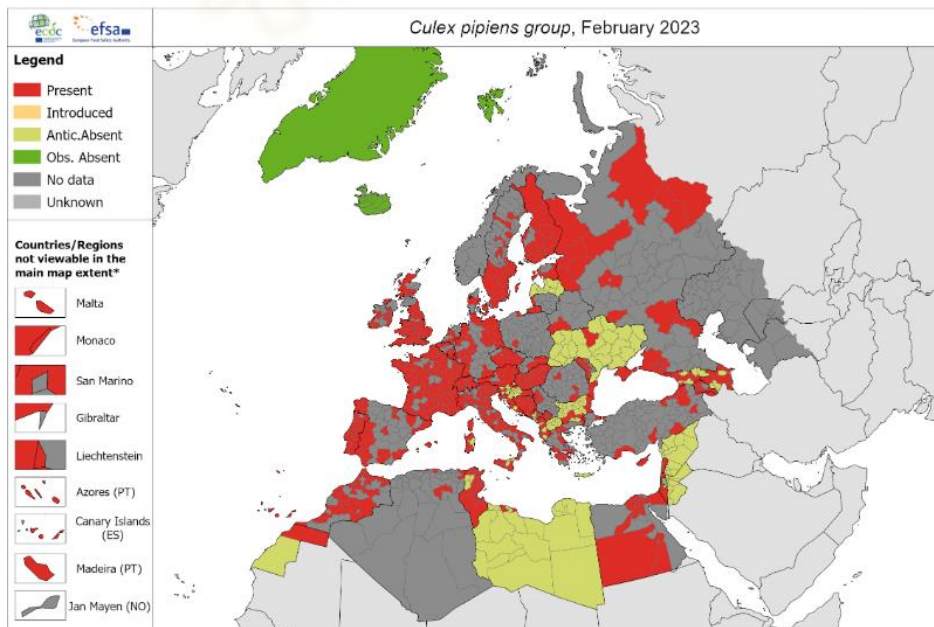 ecdc
efsa
European Food Safety Authority
Culex pipiens group, February 2023
Legend
Present
Introduced
Antic.Absent
Obs. Absent
No data
Unknown
Countries/Regions
not viewable in the
main map extent*
Malta
Monaco
San Marino
Gibraltar
Liechtenstein
Azores (PT)
Canary Islands
(ES)
Madeira (PT)
Jan Mayen (NO)